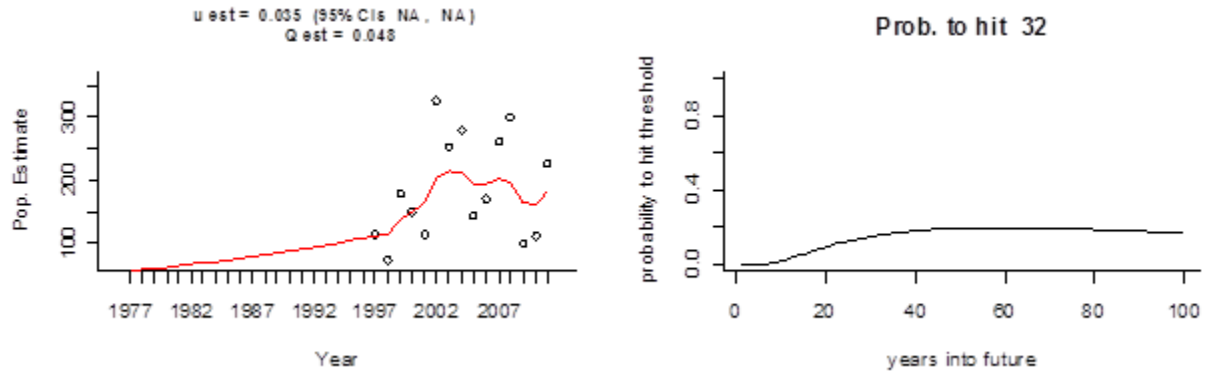 u est = 0.035 (95% CIs NA, NA)
Q est = 0.048
Pop. Estimate
300
200
100
1977 1982 1987 1992 1997 2002 2007
Year
Prob. to hit 32
probability to hit threshold
0.8
0.4
0.0
0 20 40 60 80 100
years into future